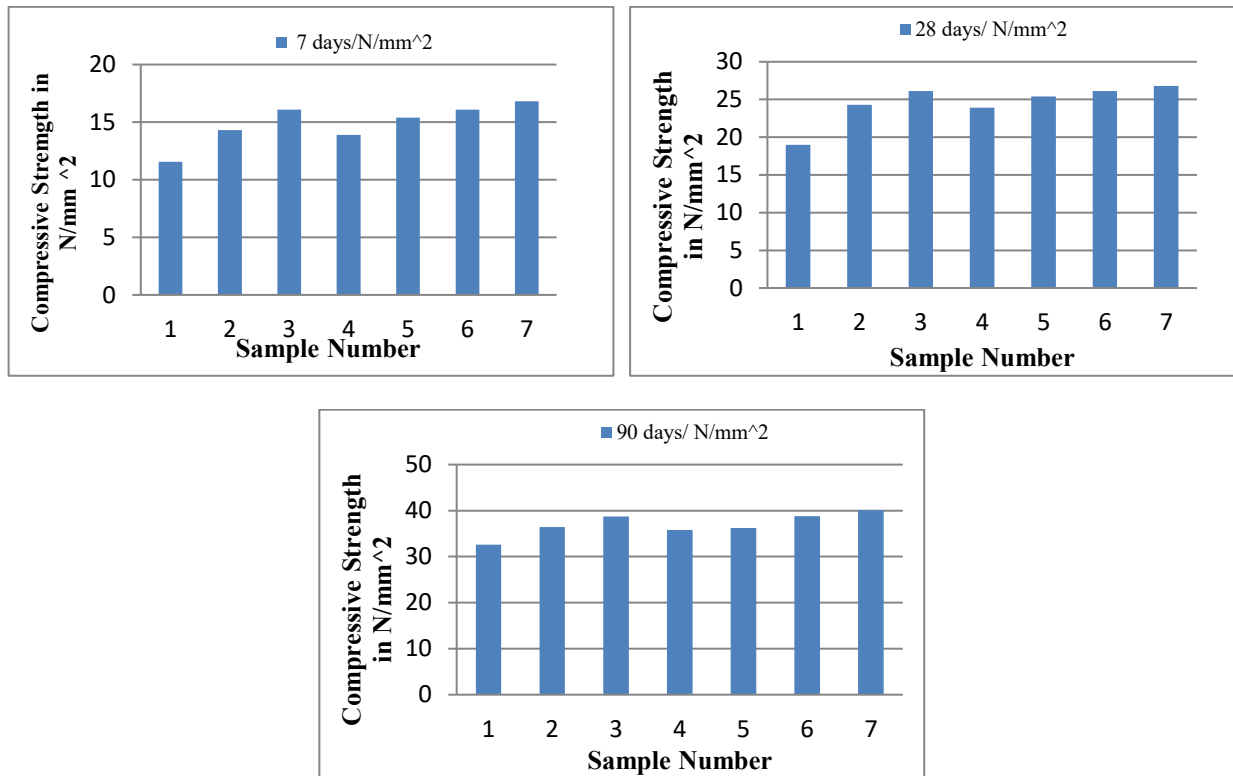 7 days/N/mm^2
Compressive Stremgth in
N/mm ^2
20
15
10
5
0
1 2 3 4 5 6 7
Sample Number
28 days/ N/mm^2
Compressive Strength
in N/mm^2
30
25
20
15
10
5
0
1 2 3 4 5 6 7
Sample Number
90 days/ N/mm^2
Compressive Strength
in N/mm^2
50
40
30
20
10
0
1 2 3 4 5 6 7
Sample Number